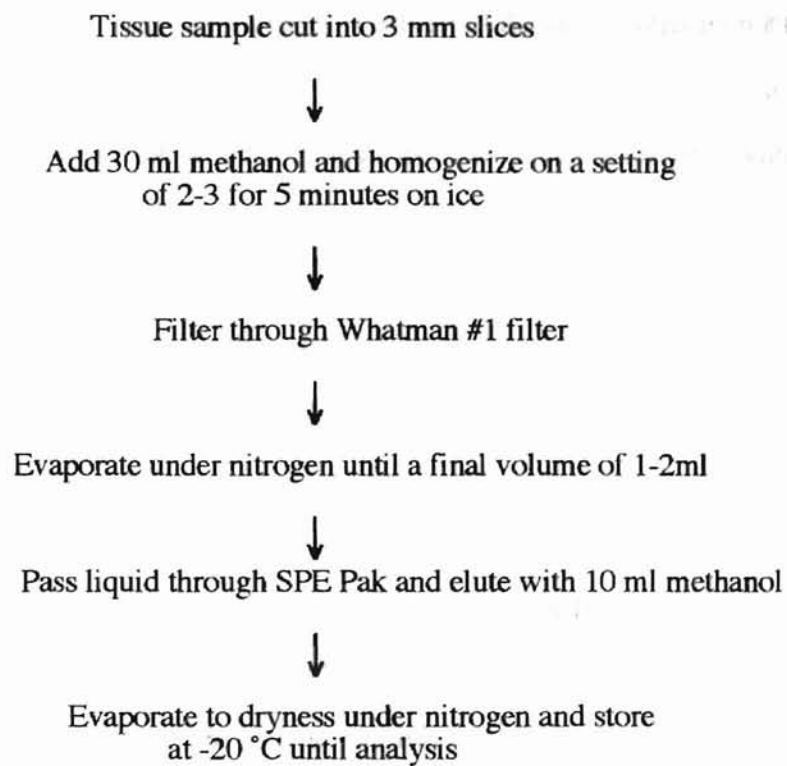 Tissue sample cut into 3 mm slices
Add 30 ml methanol and homogenize on a setting
of 2-3 for 5 minutes on ice
Filter through Whatman #1 filter
Evaporate under nitrogen until a final volume of 1-2ml
Pass liquid through SPE Pak and elute with 10 ml methanol
Evaporate to dryness under nitrogen and store
at -20 °C until analysis